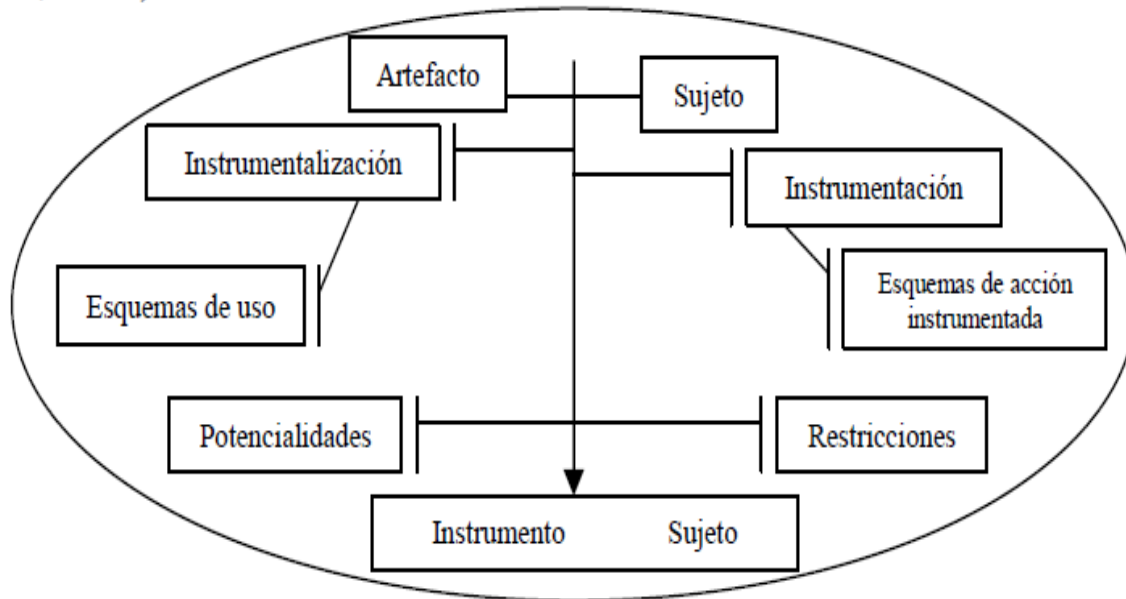 Artefacto
Sujeto
Instrumentalización
Instrumentación
Esquemas de uso
Esquemas de acción
instrumentada
Potencialidades
Restricciones
Instrumento Sujeto